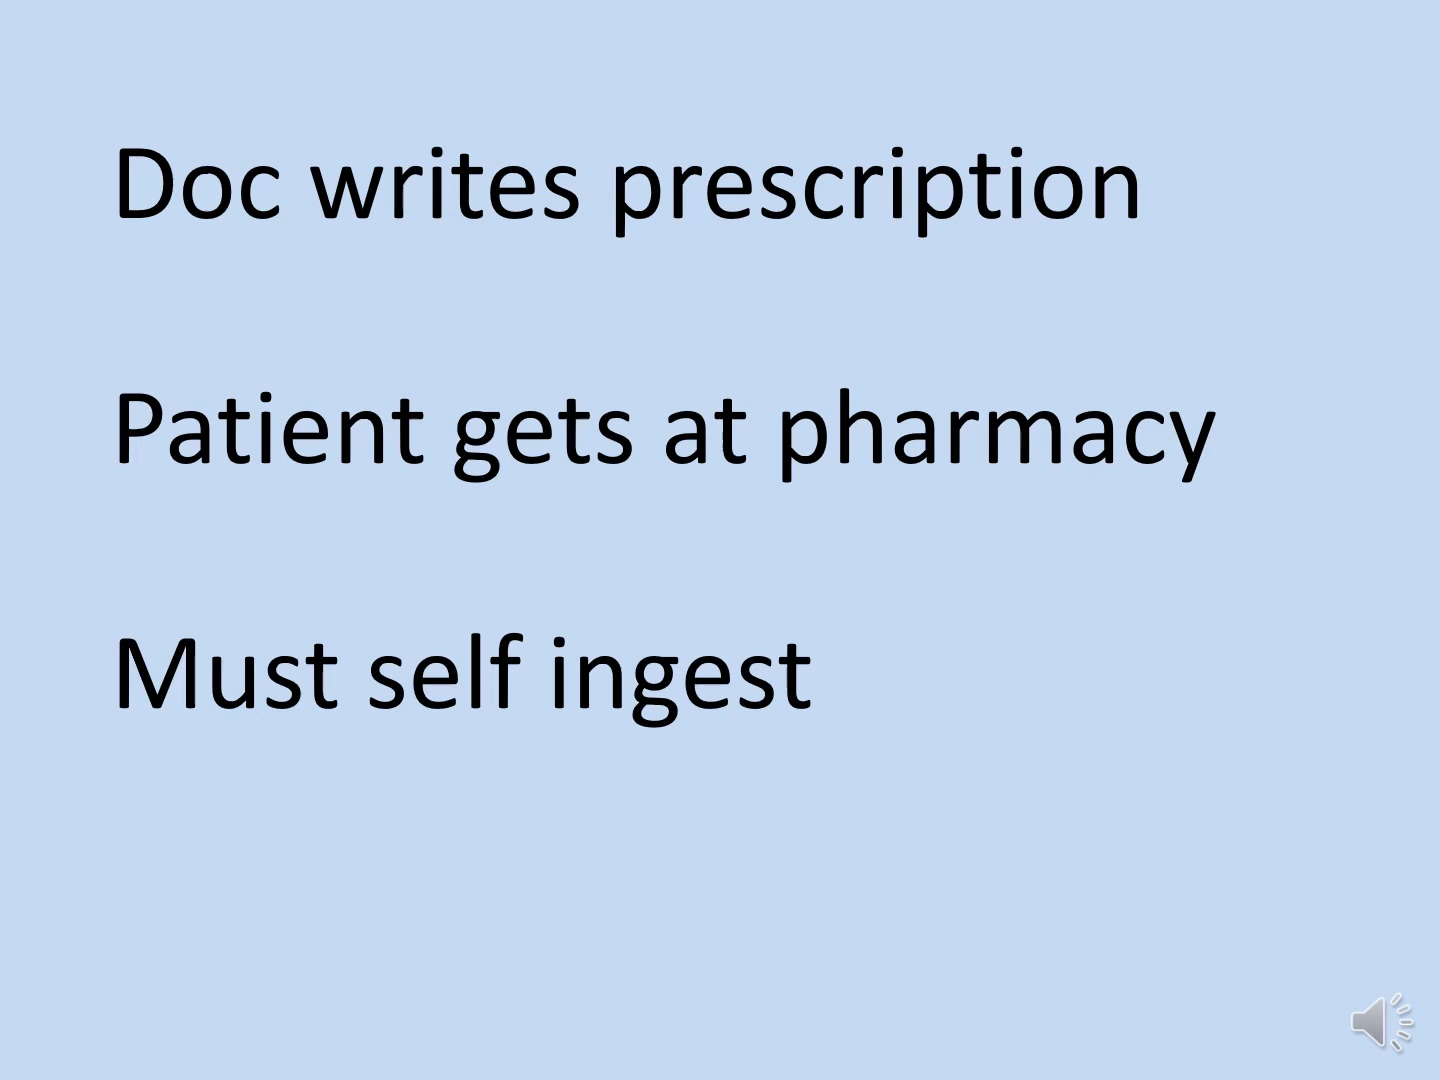 Doc writes prescription
Patient gets at pharmacy
Must self ingest